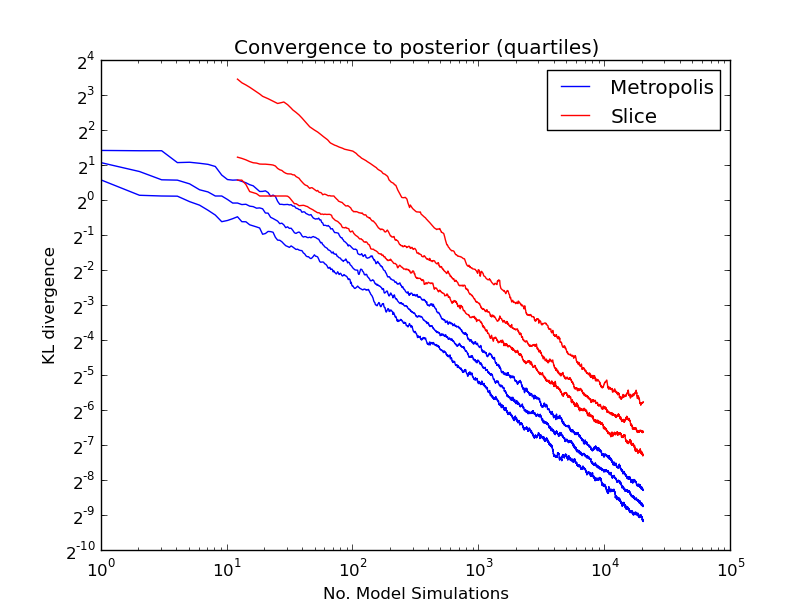 Convergence to posterior (quartiles)
Metropolis
Slice
KL divergence
2^4
2^3
2^2
2^1
2^0
2^-1
2^-2
2^-3
2^-4
2^-5
2^-6
2^-7
2^-8
2^-9
2^-10
10^0 10^1 10^2 10^3 10^4 10^5
No. Model Simulations